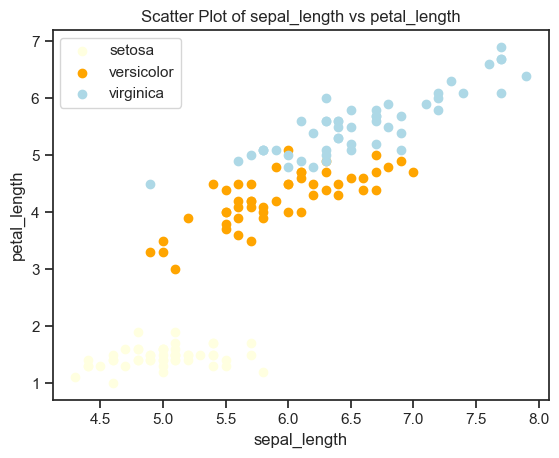 Scatter Plot of sepal_length vs petal_length
setosa
versicolor
virginica
petal_length
7
6
5
4
3
2
1
4.5 5.0 5.5 6.0 6.5 7.0 7.5 8.0
sepal_length